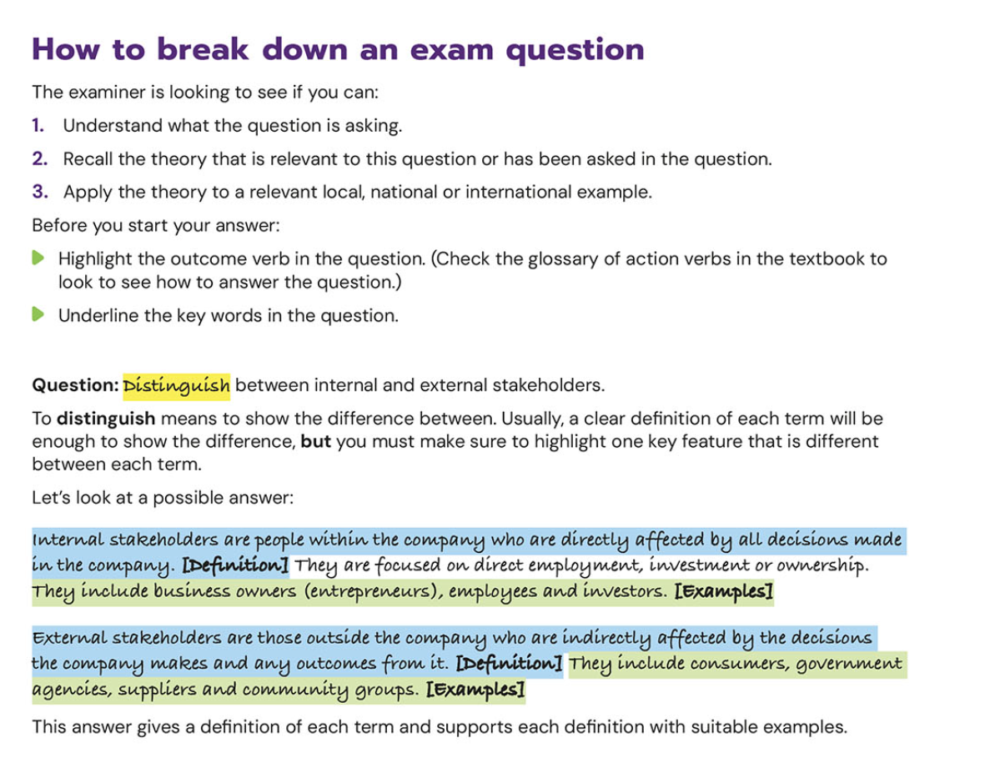 How to break down an exam question
The examiner is looking to see if you can:
1. Understand what the question is asking.
2. Recall the theory that is relevant to this question or has been asked in the question.
3. Apply the theory to a relevant local, national or international example.
Before you start your answer:
Highlight the outcome verb in the question. (Check the glossary of action verbs in the textbook to
look to see how to answer the question.)
Underline the key words in the question.
Question: Distinguish between internal and external stakeholders.
To distinguish means to show the difference between. Usually, a clear definition of each term will be
enough to show the difference, but you must make sure to highlight one key feature that is different
between each term.
Let's look at a possible answer:
Internal stakeholders are people within the company who are directly affected by all decisions made
in the company. [Definition] They are focused on direct employment, investment or ownership.
They include business owners (entrepreneurs), employees and investors. [Examples]
External stakeholders are those outside the company who are indirectly affected by the decisions
the company makes and any outcomes from it. [Definition] They include consumers, government
agencies, suppliers and community groups. [Examples]
This answer gives a definition of each term and supports each definition with suitable examples.